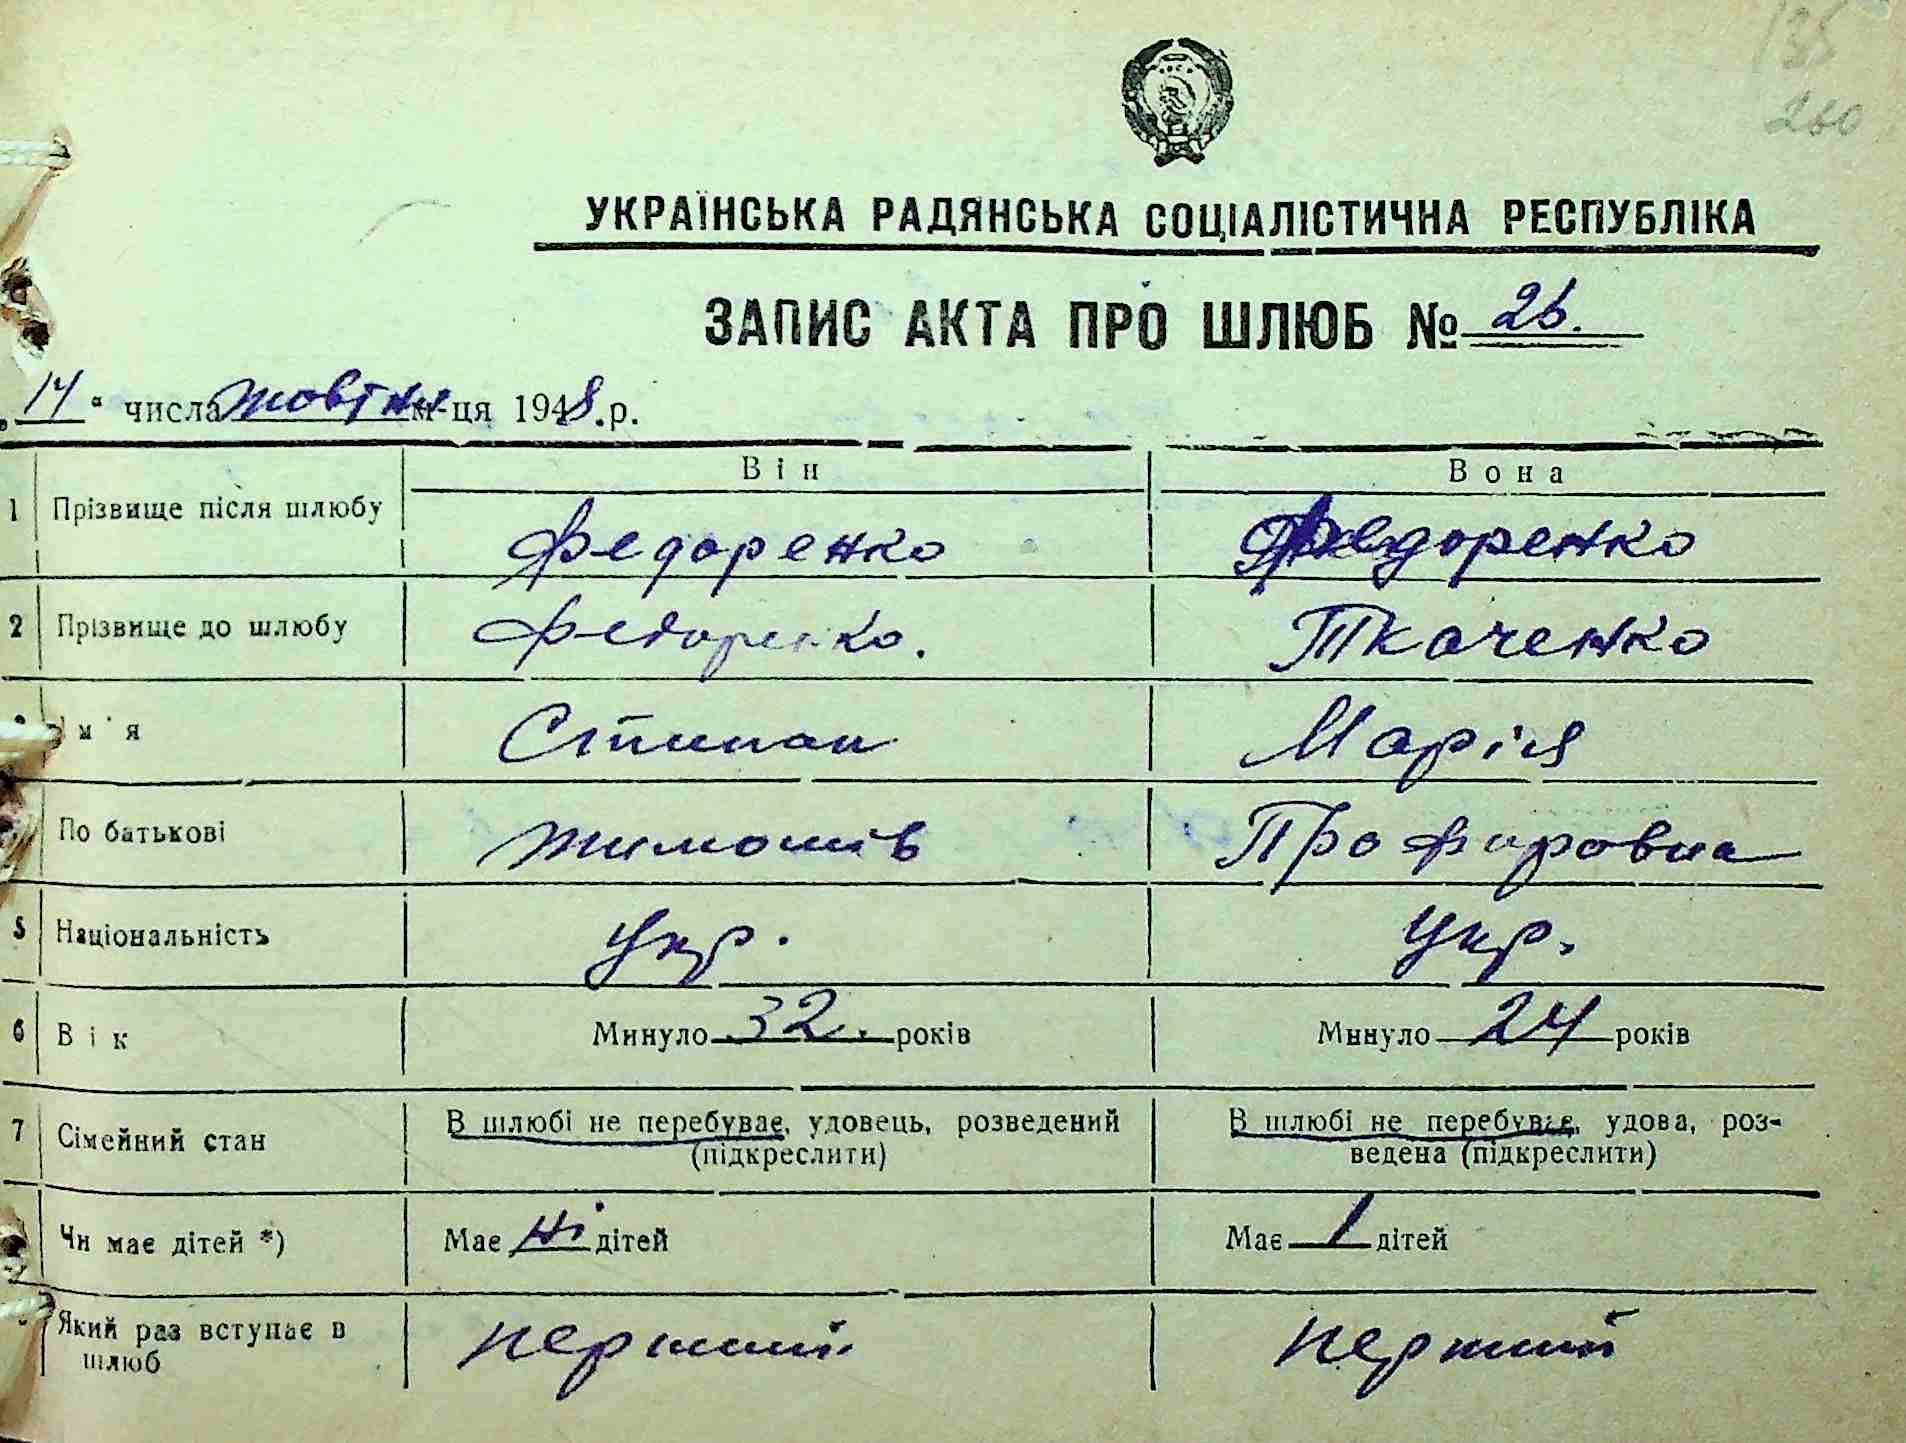 135
260
УКРАЇНСЬКА РАДЯНСЬКА СОЦІАЛІСТИЧНА РЕСПУБЛІКА
ЗАПИС АКТА ПРО ШЛЮБ № 26.
„14“ числа жовтня м-ця 1948.р.
Він Вона
1 Прізвище після шлюбу Федоренко Федоренко
2 Прізвище до шлюбу Федоренко. Ткаченко
Ім'я Стипан Марія
По батькові Тимошів Профировна
5 Національність Укр. Укр.
6 Вік Минуло 32. років Минуло 24 років
7 Сімейний стан В шлюбі не перебуває, удовець, розведений (підкреслити) В шлюбі не перебуває, удова, роз-
ведена (підкреслити)
Чи має дітей *) Має ні дітей Має 1 дітей
Який раз вступає в шлюб перший перший